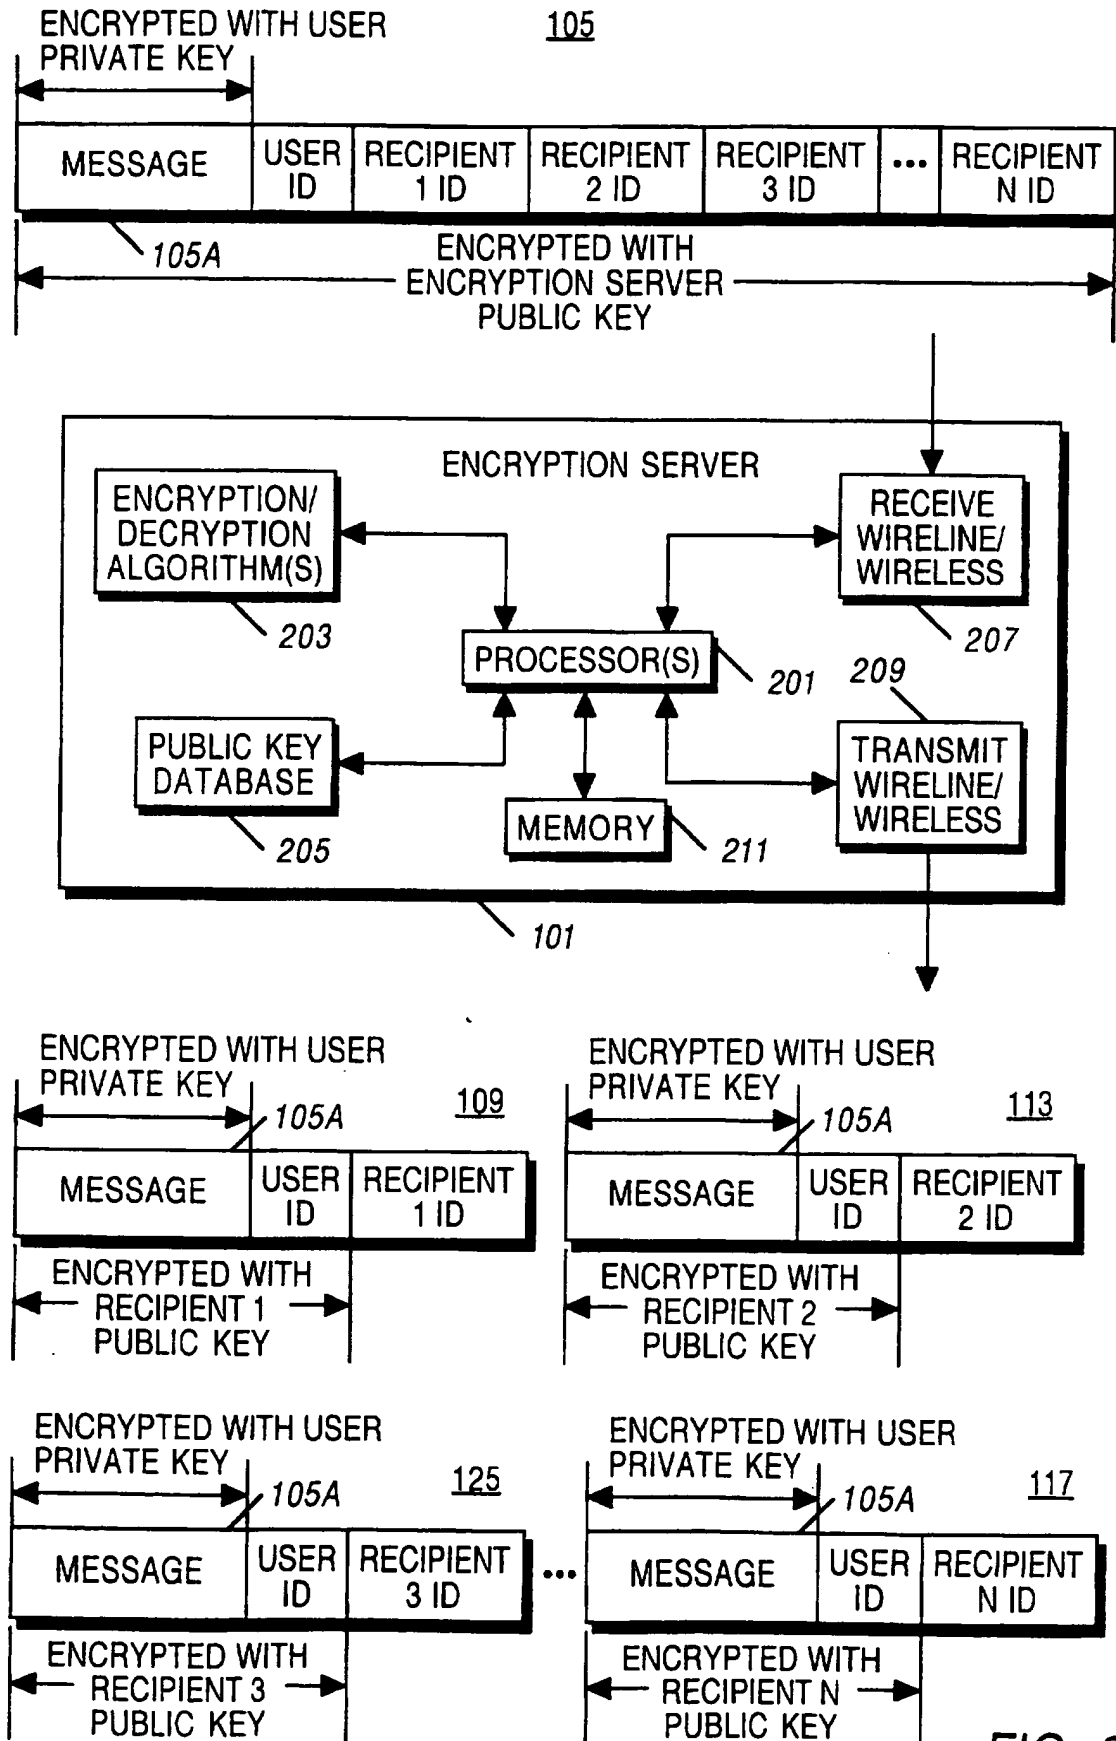 ENCRYPTED WITH USER
PRIVATE KEY
105
MESSAGE
USER
ID
RECIPIENT
1 ID
RECIPIENT
2 ID
RECIPIENT
3 ID
...
RECIPIENT
N ID
105A
ENCRYPTED WITH
ENCRYPTION SERVER
PUBLIC KEY
ENCRYPTION SERVER
ENCRYPTION/
DECRYPTION
ALGORITHM(S)
203
RECEIVE
WIRELINE/
WIRELESS
207
PROCESSOR(S)
201
209
PUBLIC KEY
DATABASE
205
MEMORY
211
TRANSMIT
WIRELINE/
WIRELESS
101
ENCRYPTED WITH USER
PRIVATE KEY
109
105A
MESSAGE
USER
ID
RECIPIENT
1 ID
ENCRYPTED WITH
RECIPIENT 1
PUBLIC KEY
ENCRYPTED WITH USER
PRIVATE KEY
113
105A
MESSAGE
USER
ID
RECIPIENT
2 ID
ENCRYPTED WITH
RECIPIENT 2
PUBLIC KEY
ENCRYPTED WITH USER
PRIVATE KEY
125
105A
MESSAGE
USER
ID
RECIPIENT
3 ID
ENCRYPTED WITH
RECIPIENT 3
PUBLIC KEY
...
ENCRYPTED WITH USER
PRIVATE KEY
117
105A
MESSAGE
USER
ID
RECIPIENT
N ID
ENCRYPTED WITH
RECIPIENT N
PUBLIC KEY
FIG.